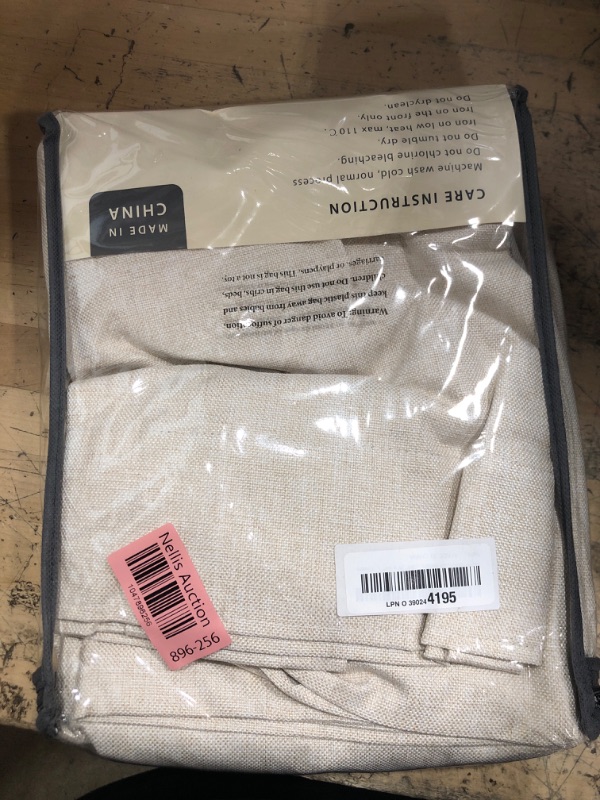 CARE INSTRUCTION
Machine wash cold, normal process
Do not chlorine bleaching.
Do not tumble dry.
Iron on low heat, max 110C.
Iron on the front only.
Do not dryclean.
MADE IN
CHINA
Warning: To avoid danger of suffocation,
keep this plastic bag away from babies and
children. Do not use this bag in cribs, beds,
carriages, or playpens. This bag is not a toy.
Nellis Auction
1047896256
896-256
LPN O 39024 4195